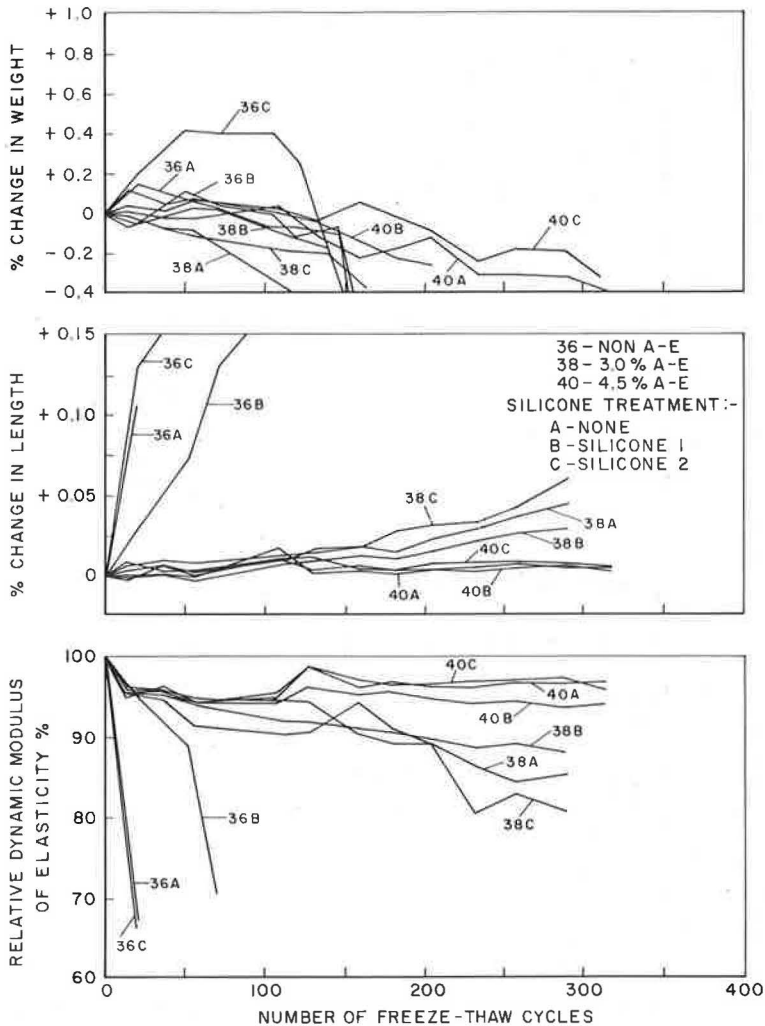 % CHANGE IN WEIGHT
+ 1.0
+ 0.8
+ 0.6
+ 0.4
+ 0.2
0
- 0.2
- 0.4
36C
36A
36B
38B
40B
40C
38A
38C
40A
% CHANGE IN LENGTH
+ 0.15
+ 0.10
+ 0.05
0
36C
36A
36B
36 - NON A-E
38 - 3.0 % A-E
40 - 4.5 % A-E
SILICONE TREATMENT:-
A - NONE
B - SILICONE 1
C - SILICONE 2
38C
38A
38B
40C
40A
40B
RELATIVE DYNAMIC MODULUS
OF ELASTICITY %
100
90
80
70
60
40C
40A
40B
38B
38A
38C
36B
36A
36C
0
100
200
300
400
NUMBER OF FREEZE-THAW CYCLES